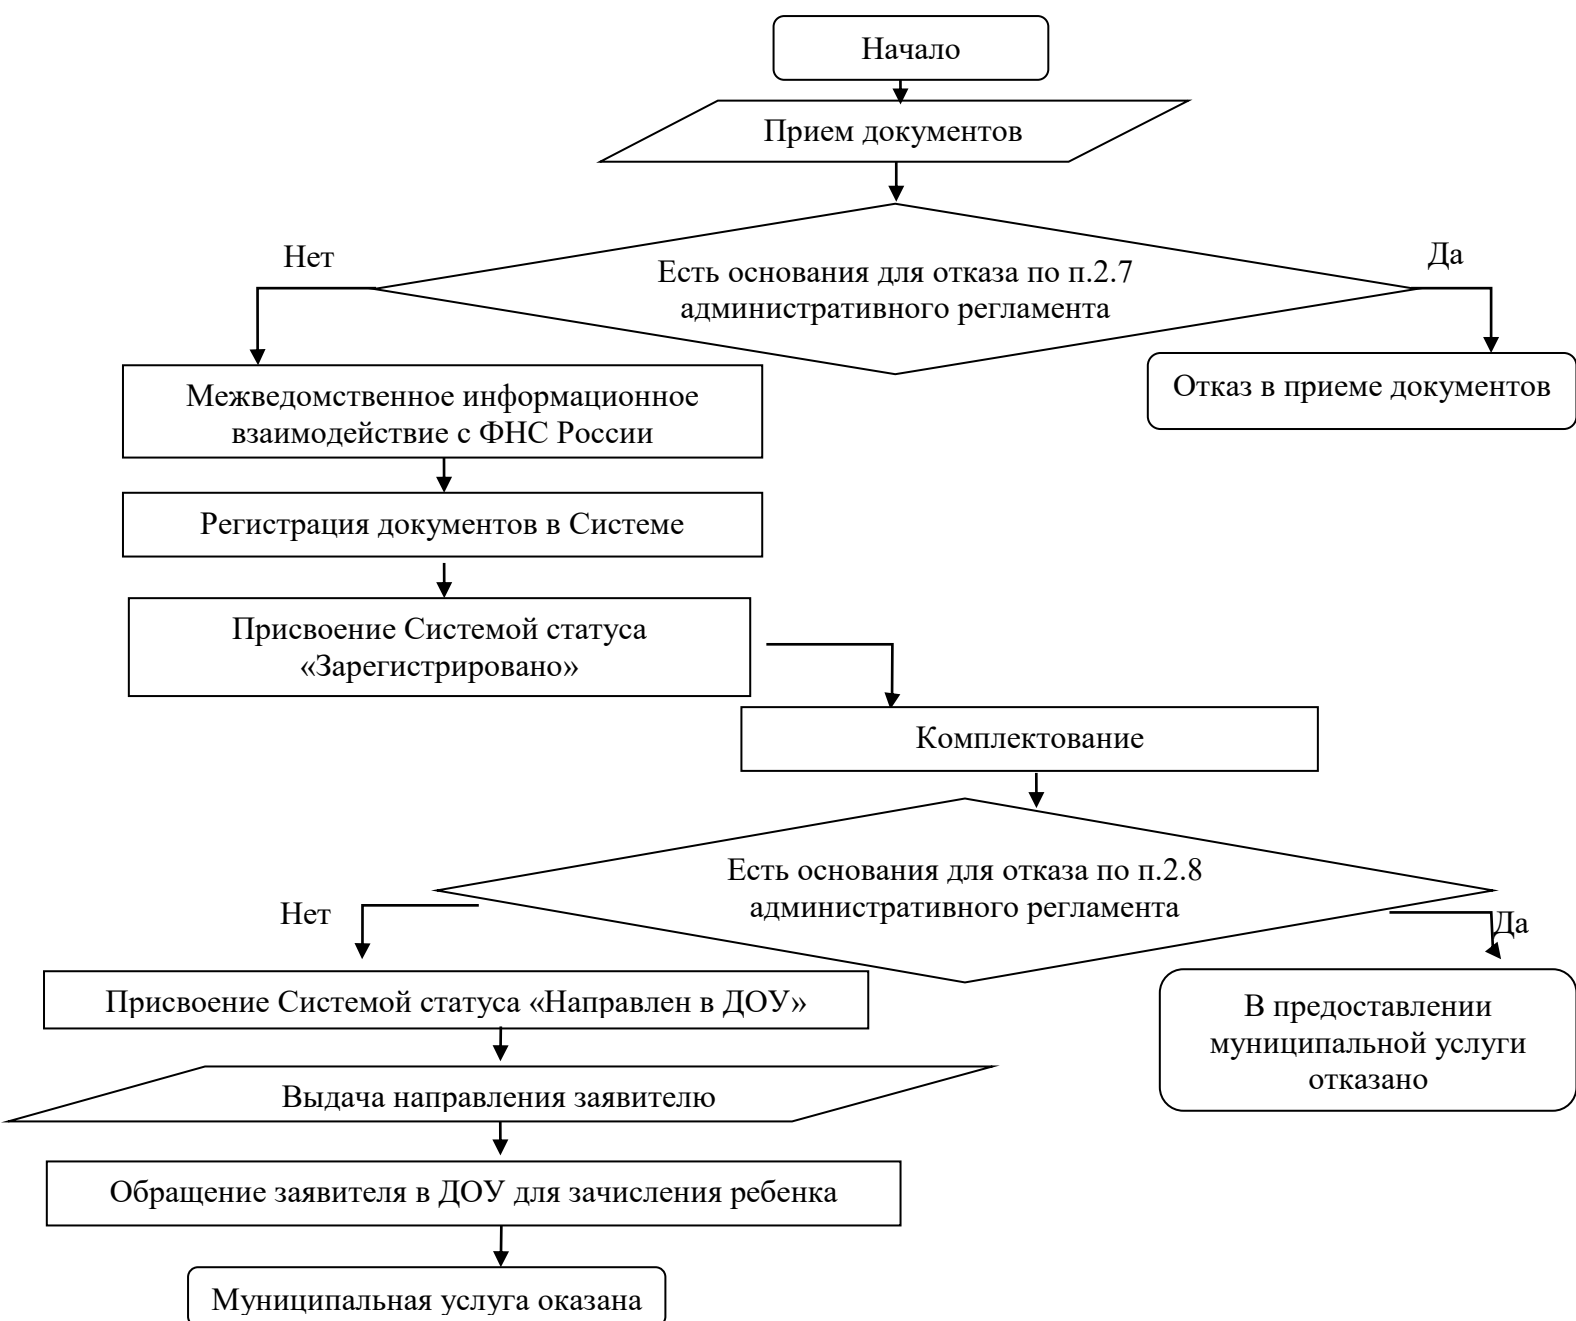 Начало
Прием документов
Нет
Да
Есть основания для отказа по п.2.7
административного регламента
Межведомственное информационное
взаимодействие с ФНС России
Отказ в приеме документов
Регистрация документов в Системе
Присвоение Системой статуса
«Зарегистрировано»
Комплектование
Есть основания для отказа по п.2.8
административного регламента
Нет
Да
Присвоение Системой статуса «Направлен в ДОУ»
В предоставлении
муниципальной услуги
отказано
Выдача направления заявителю
Обращение заявителя в ДОУ для зачисления ребенка
Муниципальная услуга оказана